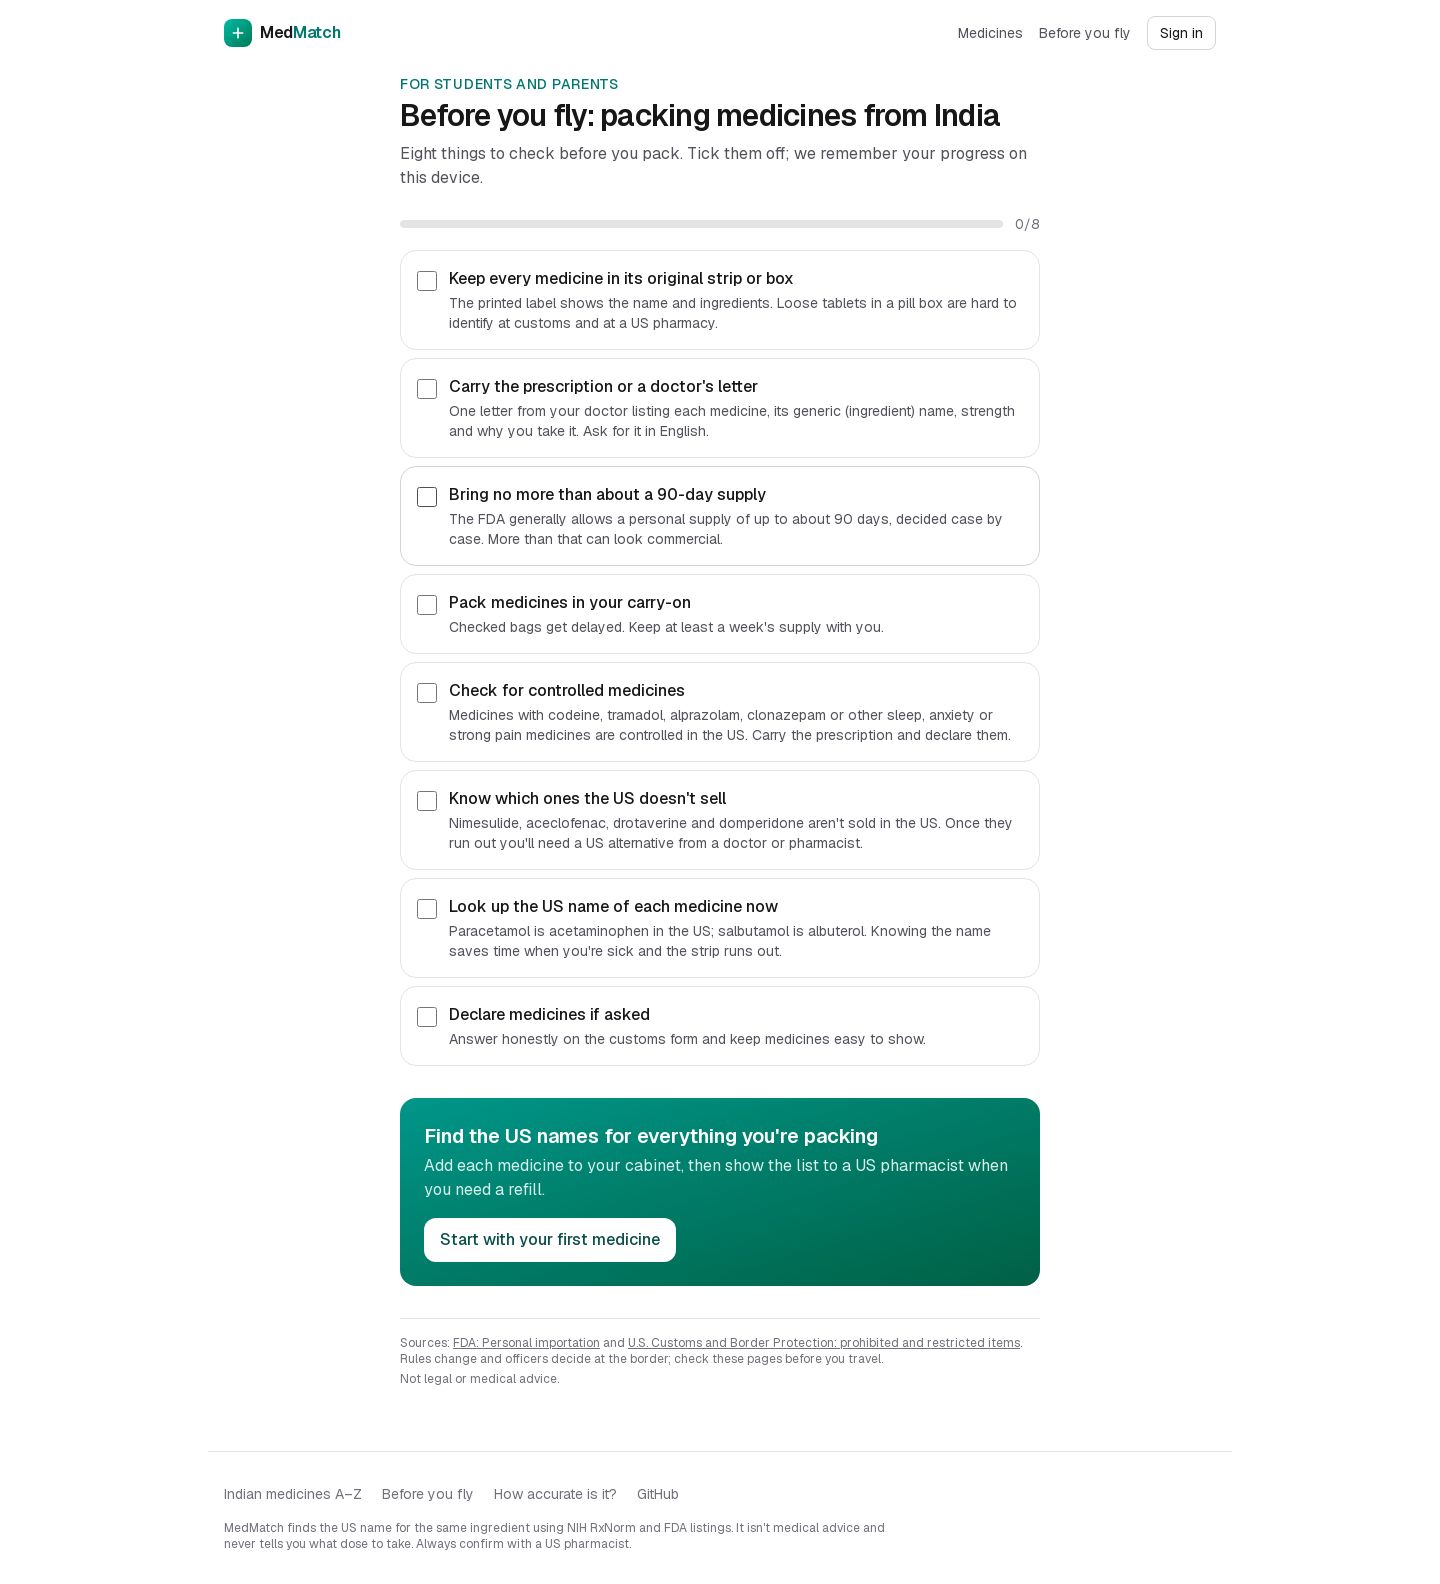 MedMatch
Medicines Before you fly Sign in
FOR STUDENTS AND PARENTS
Before you fly: packing medicines from India
Eight things to check before you pack. Tick them off; we remember your progress on
this device.
0/8
Keep every medicine in its original strip or box
The printed label shows the name and ingredients. Loose tablets in a pill box are hard to
identify at customs and at a US pharmacy.
Carry the prescription or a doctor's letter
One letter from your doctor listing each medicine, its generic (ingredient) name, strength
and why you take it. Ask for it in English.
Bring no more than about a 90-day supply
The FDA generally allows a personal supply of up to about 90 days, decided case by
case. More than that can look commercial.
Pack medicines in your carry-on
Checked bags get delayed. Keep at least a week's supply with you.
Check for controlled medicines
Medicines with codeine, tramadol, alprazolam, clonazepam or other sleep, anxiety or
strong pain medicines are controlled in the US. Carry the prescription and declare them.
Know which ones the US doesn't sell
Nimesulide, aceclofenac, drotaverine and domperidone aren't sold in the US. Once they
run out you'll need a US alternative from a doctor or pharmacist.
Look up the US name of each medicine now
Paracetamol is acetaminophen in the US; salbutamol is albuterol. Knowing the name
saves time when you're sick and the strip runs out.
Declare medicines if asked
Answer honestly on the customs form and keep medicines easy to show.
Find the US names for everything you're packing
Add each medicine to your cabinet, then show the list to a US pharmacist when
you need a refill.
Start with your first medicine
Sources: FDA: Personal importation and U.S. Customs and Border Protection: prohibited and restricted items.
Rules change and officers decide at the border; check these pages before you travel.
Not legal or medical advice.
Indian medicines A–Z Before you fly How accurate is it? GitHub
MedMatch finds the US name for the same ingredient using NIH RxNorm and FDA listings. It isn't medical advice and
never tells you what dose to take. Always confirm with a US pharmacist.